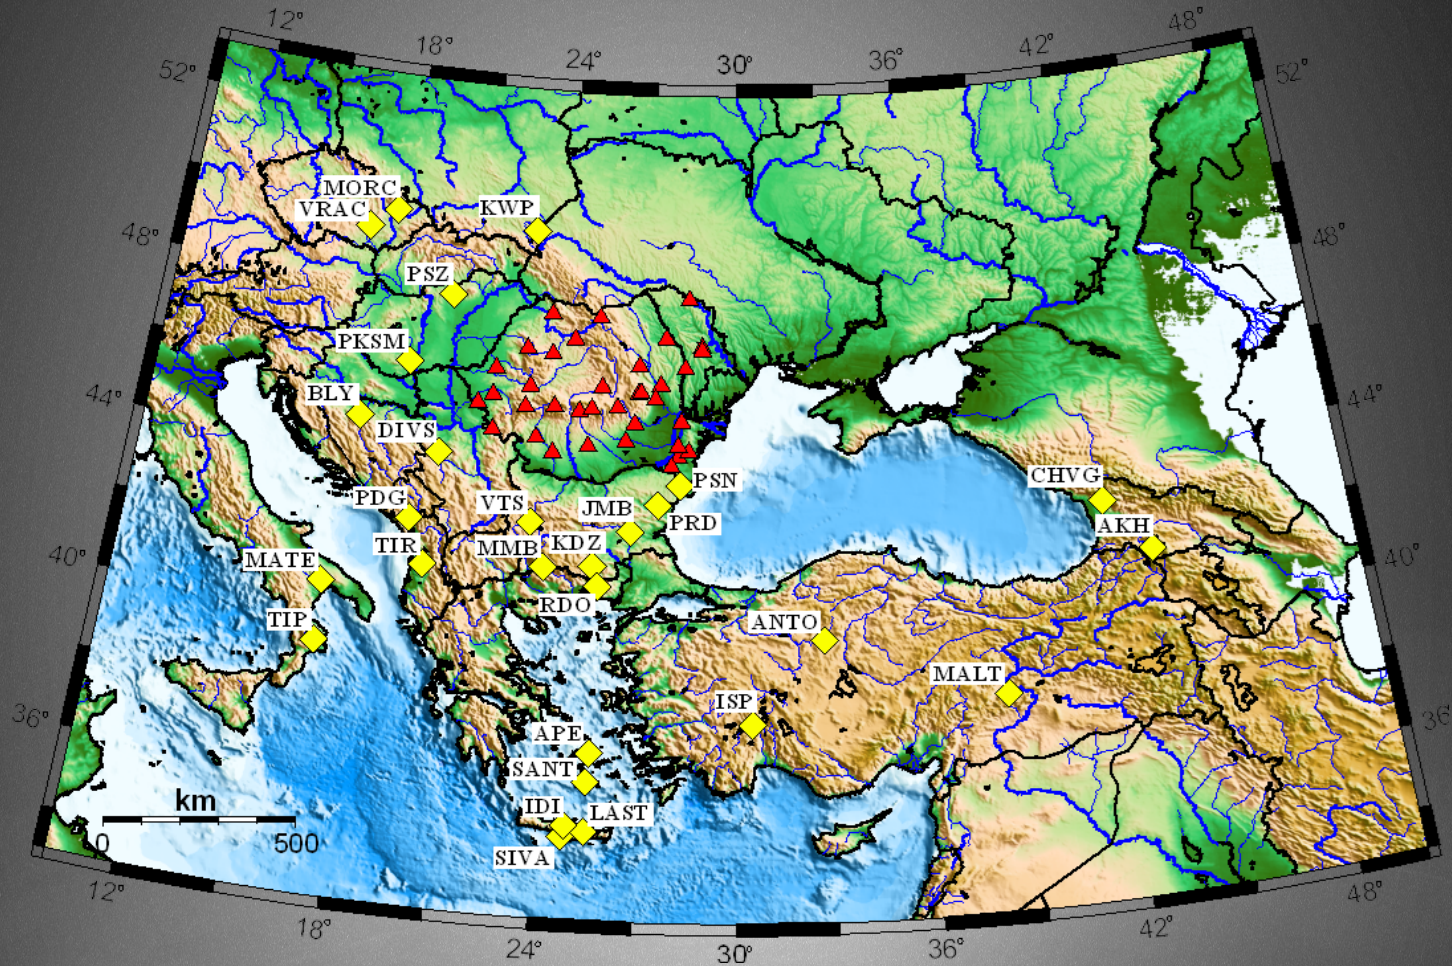 12°
18°
24°
30°
36°
42°
48°
52°
52°
MORC
VRAC
KWP
48°
48°
PSZ
PKSM
BLY
44°
44°
DIVS
PSN
CHVG
PDG
VTS
JMB
PRD
AKH
TIR
MMB
KDZ
40°
40°
MATE
RDO
TIP
ANTO
MALT
ISP
36°
36°
APE
SANT
km
IDI
LAST
0
500
SIVA
12°
18°
24°
30°
36°
42°
48°